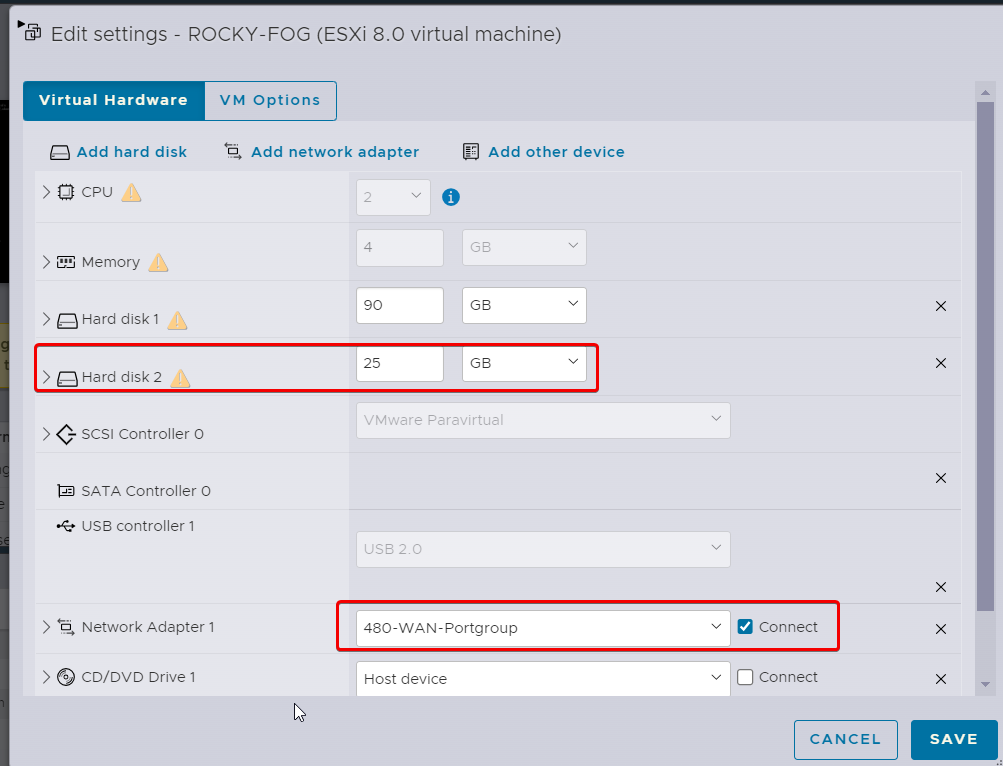 Edit settings - ROCKY-FOG (ESXi 8.0 virtual machine)
Virtual Hardware
VM Options
Add hard disk
Add network adapter
Add other device
CPU
2
Memory
4
GB
Hard disk 1
90
GB
Hard disk 2
25
GB
SCSI Controller 0
VMware Paravirtual
SATA Controller 0
USB controller 1
USB 2.0
Network Adapter 1
480-WAN-Portgroup
Connect
CD/DVD Drive 1
Host device
Connect
CANCEL
SAVE